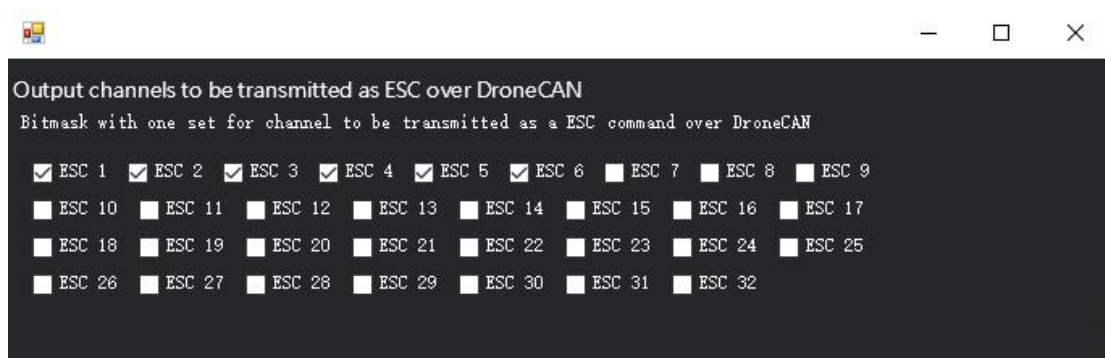 Output channels to be transmitted as ESC over DroneCAN
Bitmask with one set for channel to be transmitted as a ESC command over DroneCAN
ESC 1 ESC 2 ESC 3 ESC 4 ESC 5 ESC 6 ESC 7 ESC 8 ESC 9
ESC 10 ESC 11 ESC 12 ESC 13 ESC 14 ESC 15 ESC 16 ESC 17
ESC 18 ESC 19 ESC 20 ESC 21 ESC 22 ESC 23 ESC 24 ESC 25
ESC 26 ESC 27 ESC 28 ESC 29 ESC 30 ESC 31 ESC 32